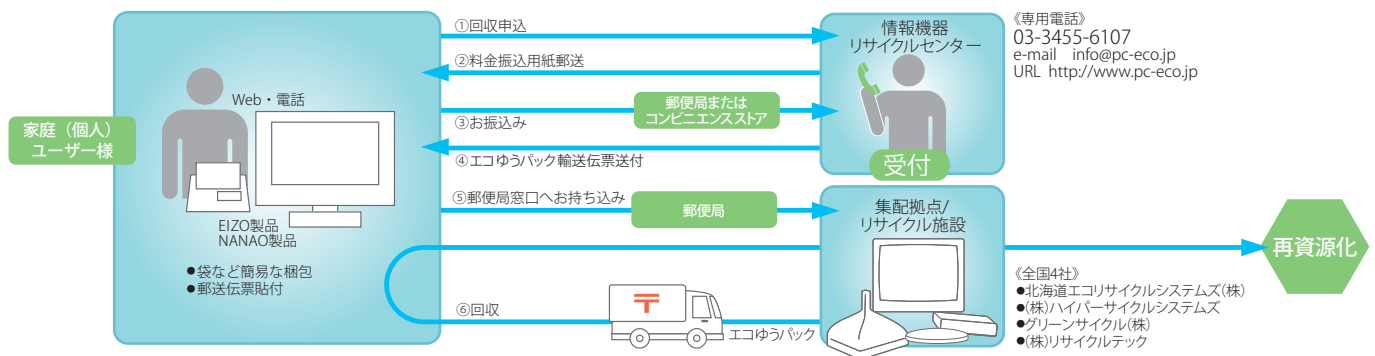 家庭（個人）
ユーザー様
Web・電話
EIZO製品
NANAO製品
●袋など簡易な梱包
●郵送伝票貼付
①回収申込
②料金振込用紙郵送
郵便局または
コンビニエンスストア
③お振込み
④エコゆうパック輸送伝票送付
⑤郵便局窓口へお持ち込み
郵便局
⑥回収
〒
エコゆうパック
情報機器
リサイクルセンター
受付
《専用電話》
03-3455-6107
e-mail info@pc-eco.jp
URL http://www.pc-eco.jp
集配拠点/
リサイクル施設
再資源化
《全国4社》
●北海道エコリサイクルシステムズ(株)
●(株)ハイパーサイクルシステムズ
●グリーンサイクル(株)
●(株)リサイクルテック